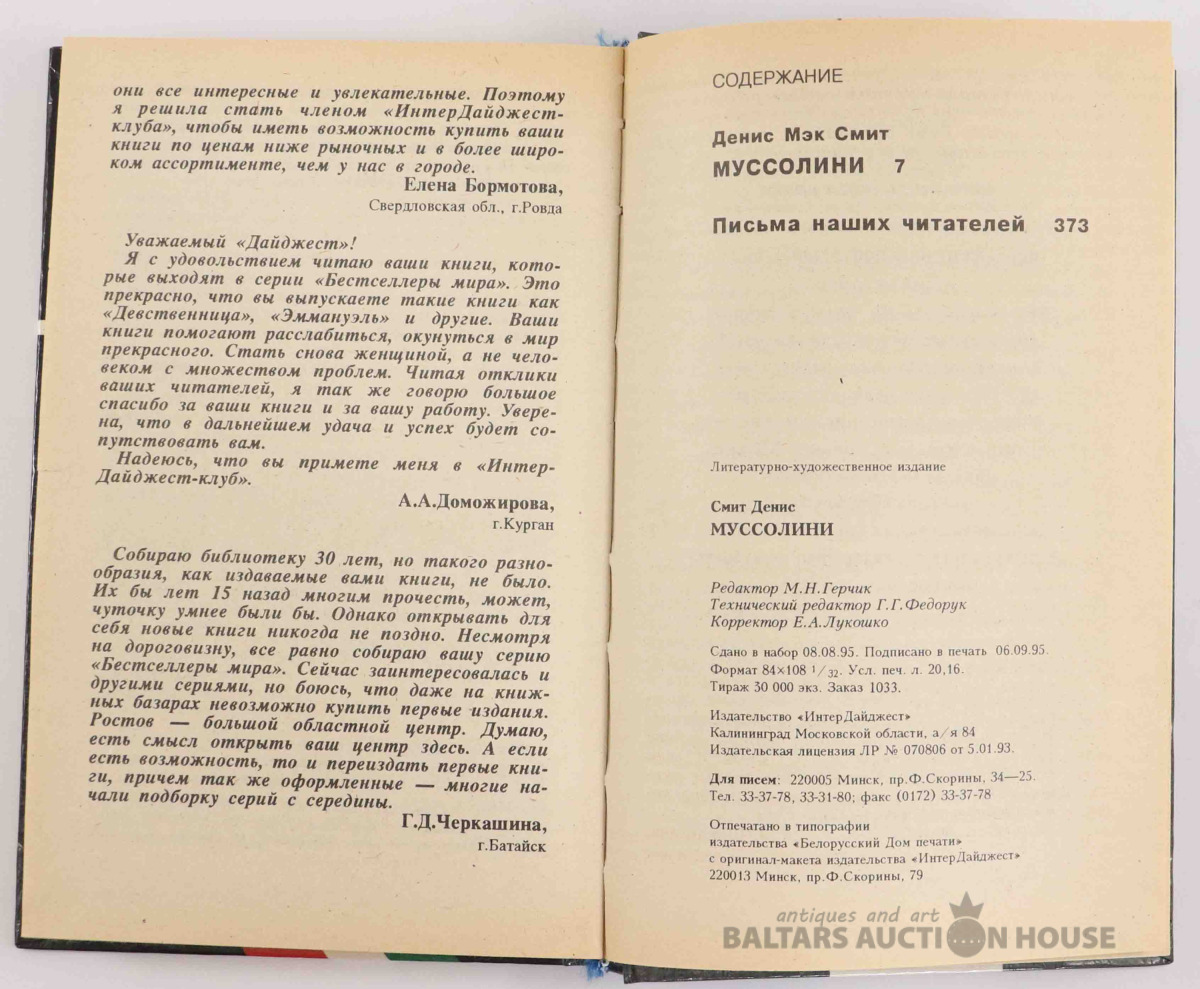 они все интересные и увлекательные. Поэтому
я решила стать членом «ИнтерДайджест-
клуба», чтобы иметь возможность купить ваши
книги по ценам ниже рыночных и в более широ-
ком ассортименте, чем у нас в городе.
Елена Бормотова,
Свердловская обл., г.Ровда
Уважаемый «Дайджест»!
Я с удовольствием читаю ваши книги, кото-
рые выходят в серии «Бестселлеры мира». Это
прекрасно, что вы выпускаете такие книги как
«Девственница», «Эммануэль» и другие. Ваши
книги помогают расслабиться, окунуться в мир
прекрасного. Стать снова женщиной, а не чело-
веком с множеством проблем. Читая отклики
ваших читателей, я так же говорю большое
спасибо за ваши книги и за вашу работу. Увере-
на, что в дальнейшем удача и успех будет со-
путствовать вам.
Надеюсь, что вы примете меня в «Интер-
Дайджест-клуб».
А.А.Доможирова,
г.Курган
Собираю библиотеку 30 лет, но такого разно-
образия, как издаваемые вами книги, не было.
Их бы лет 15 назад многим прочесть, может,
чуточку умнее были бы. Однако открывать для
себя новые книги никогда не поздно. Несмотря
на дороговизну, все равно собираю вашу серию
«Бестселлеры мира». Сейчас заинтересовалась и
другими сериями, но боюсь, что даже на книж-
ных базарах невозможно купить первые издания.
Ростов — большой областной центр. Думаю,
есть смысл открыть ваш центр здесь. А если
есть возможность, то и переиздать первые кни-
ги, причем так же оформленные — многие на-
чали подборку серий с середины.
Г.Д.Черкашина,
г.Батайск
СОДЕРЖАНИЕ
Денис Мэк Смит
МУССОЛИНИ 7
Письма наших читателей 373
Литературно-художественное издание
Смит Денис
МУССОЛИНИ
Редактор М.Н.Герчик
Технический редактор Г.Г.Федорук
Корректор Е.А.Лукошко
Сдано в набор 08.08.95. Подписано в печать 06.09.95.
Формат 84×108 1/32. Усл. печ. л. 20,16.
Тираж 30 000 экз. Заказ 1033.
Издательство «ИнтерДайджест»
Калининград Московской области, а/я 84
Издательская лицензия ЛР № 070806 от 5.01.93.
Для писем: 220005 Минск, пр.Ф.Скорины, 34—25.
Тел. 33-37-78, 33-31-80; факс (0172) 33-37-78
Отпечатано в типографии
издательства «Белорусский Дом печати»
с оригинал-макета издательства «ИнтерДайджест»
220013 Минск, пр.Ф.Скорины, 79
antiques and art
BALTARS AUCTION HOUSE